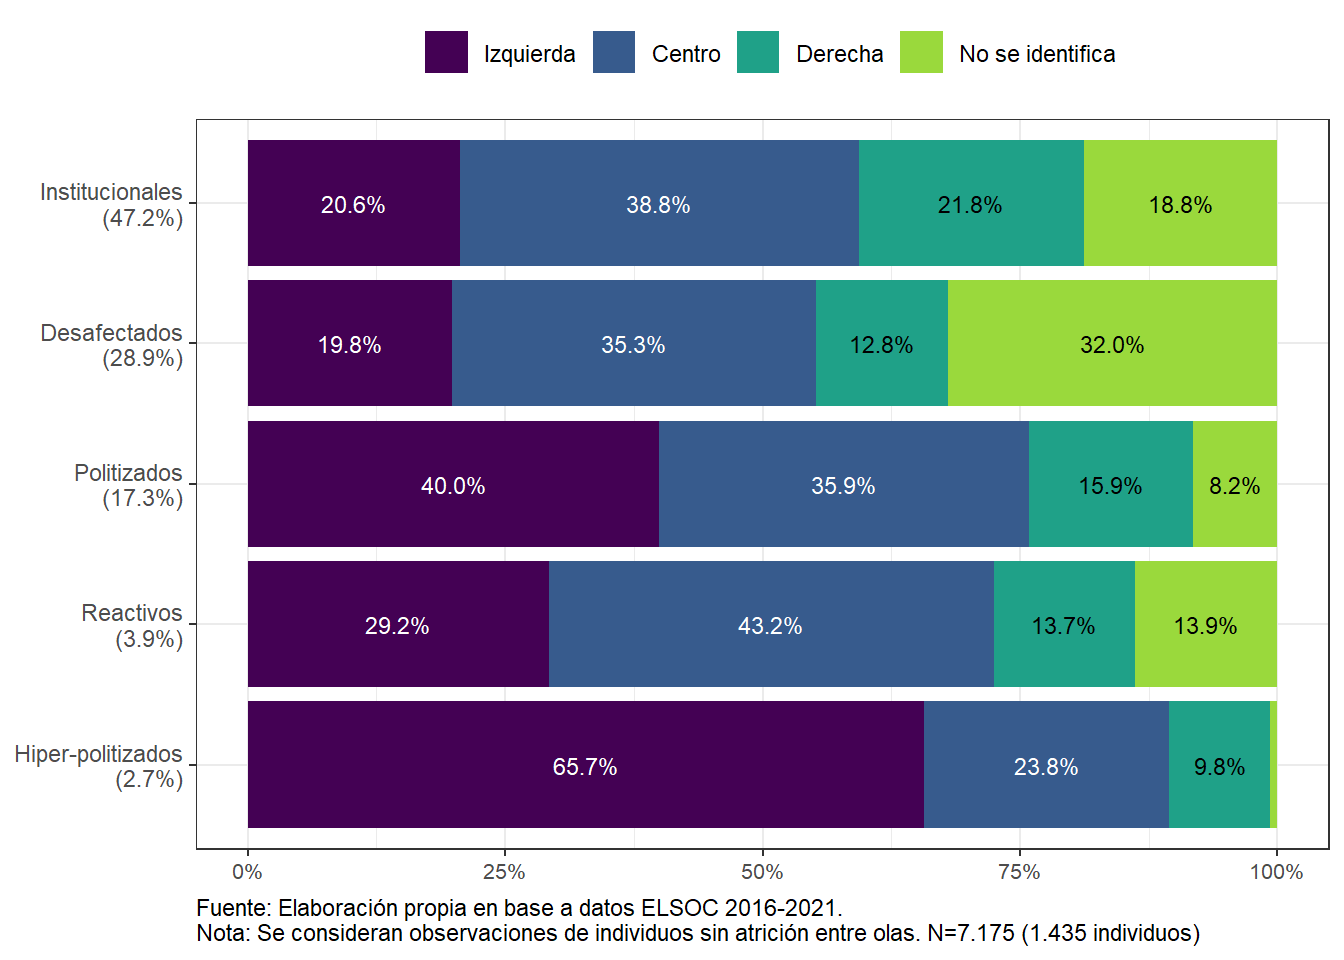 Izquierda Centro Derecha No se identifica
Institucionales
(47.2%)
20.6% 38.8% 21.8% 18.8%
Desafectados
(28.9%)
19.8% 35.3% 12.8% 32.0%
Politizados
(17.3%)
40.0% 35.9% 15.9% 8.2%
Reactivos
(3.9%)
29.2% 43.2% 13.7% 13.9%
Hiper-politizados
(2.7%)
65.7% 23.8% 9.8%
0% 25% 50% 75% 100%
Fuente: Elaboración propia en base a datos ELSOC 2016-2021.
Nota: Se consideran observaciones de individuos sin atrición entre olas. N=7.175 (1.435 individuos)